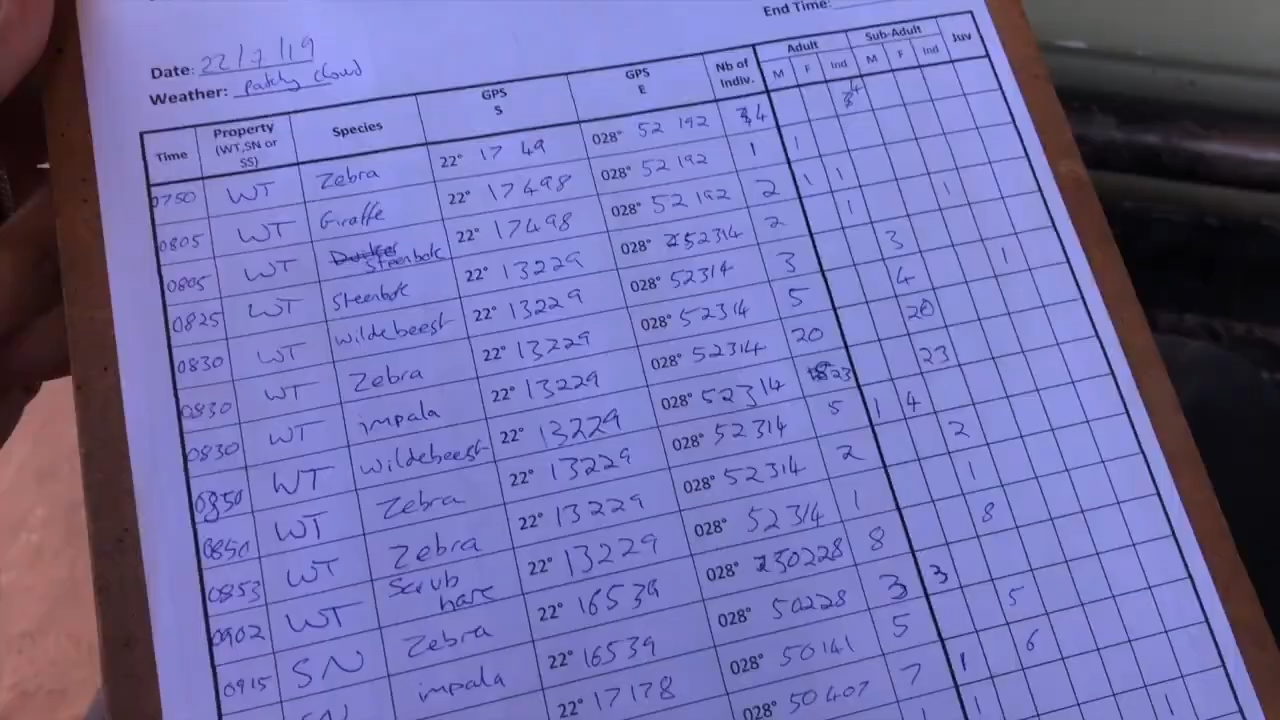 End Time:
Date: 22/7/19
Weather: patchy cloud
Time Property (WT,SN or SS) Species GPS S GPS E Nb of Indiv. Adult M F Ind Sub-Adult M F Ind Juv
0750 WT Zebra 22° 17 49 028° 52 192 4
0805 WT Giraffe 22° 17498 028° 52 192 1 1
0805 WT Steenbok 22° 17498 028° 52 192 2 1 1
0825 WT Steenbok 22° 13229 028° 52314 2 1 1
0830 WT Wildebeest 22° 13229 028° 52314 3 3
0830 WT Zebra 22° 13229 028° 52314 5 4 1
0830 WT impala 22° 13229 028° 52314 20 20
0850 WT Wildebeest 22° 13229 028° 52314 23 23
0850 WT Zebra 22° 13229 028° 52314 5 1 4
0853 WT Zebra 22° 13229 028° 52314 2 2
0902 WT Scrub hare 22° 13229 028° 52314 1 1
0915 SN Zebra 22° 16539 028° 50228 8 8
SN impala 22° 16539 028° 50228 3 3
22° 17178 028° 50141 5 5
028° 50407 7 1 6
1 1